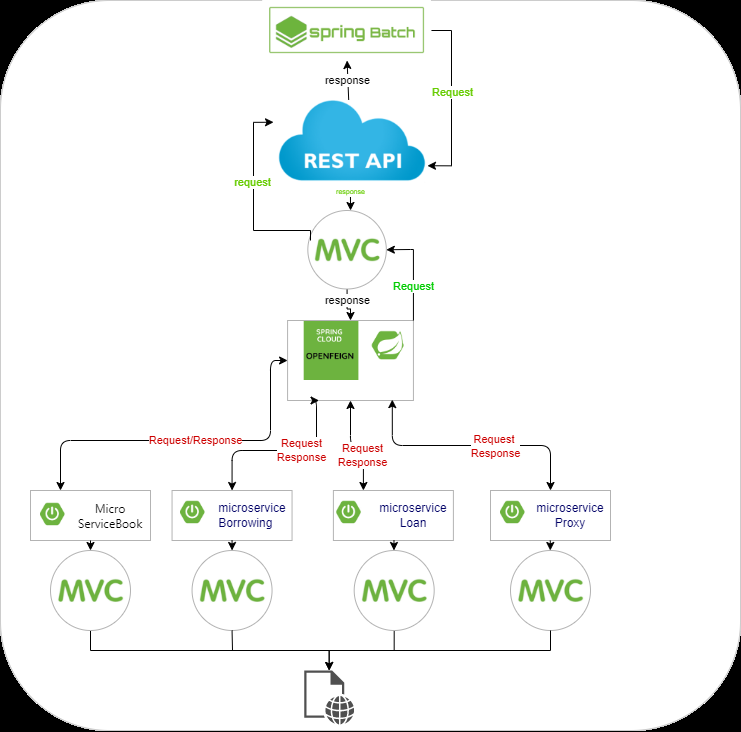 spring Batch
response
Request
REST API
request
response
MVC
response
Request
SPRING
CLOUD
OPENFEIGN
Request/Response
Request
Response
Request
Response
Request
Response
Micro
ServiceBook
microservice
Borrowing
microservice
Loan
microservice
Proxy
MVC
MVC
MVC
MVC